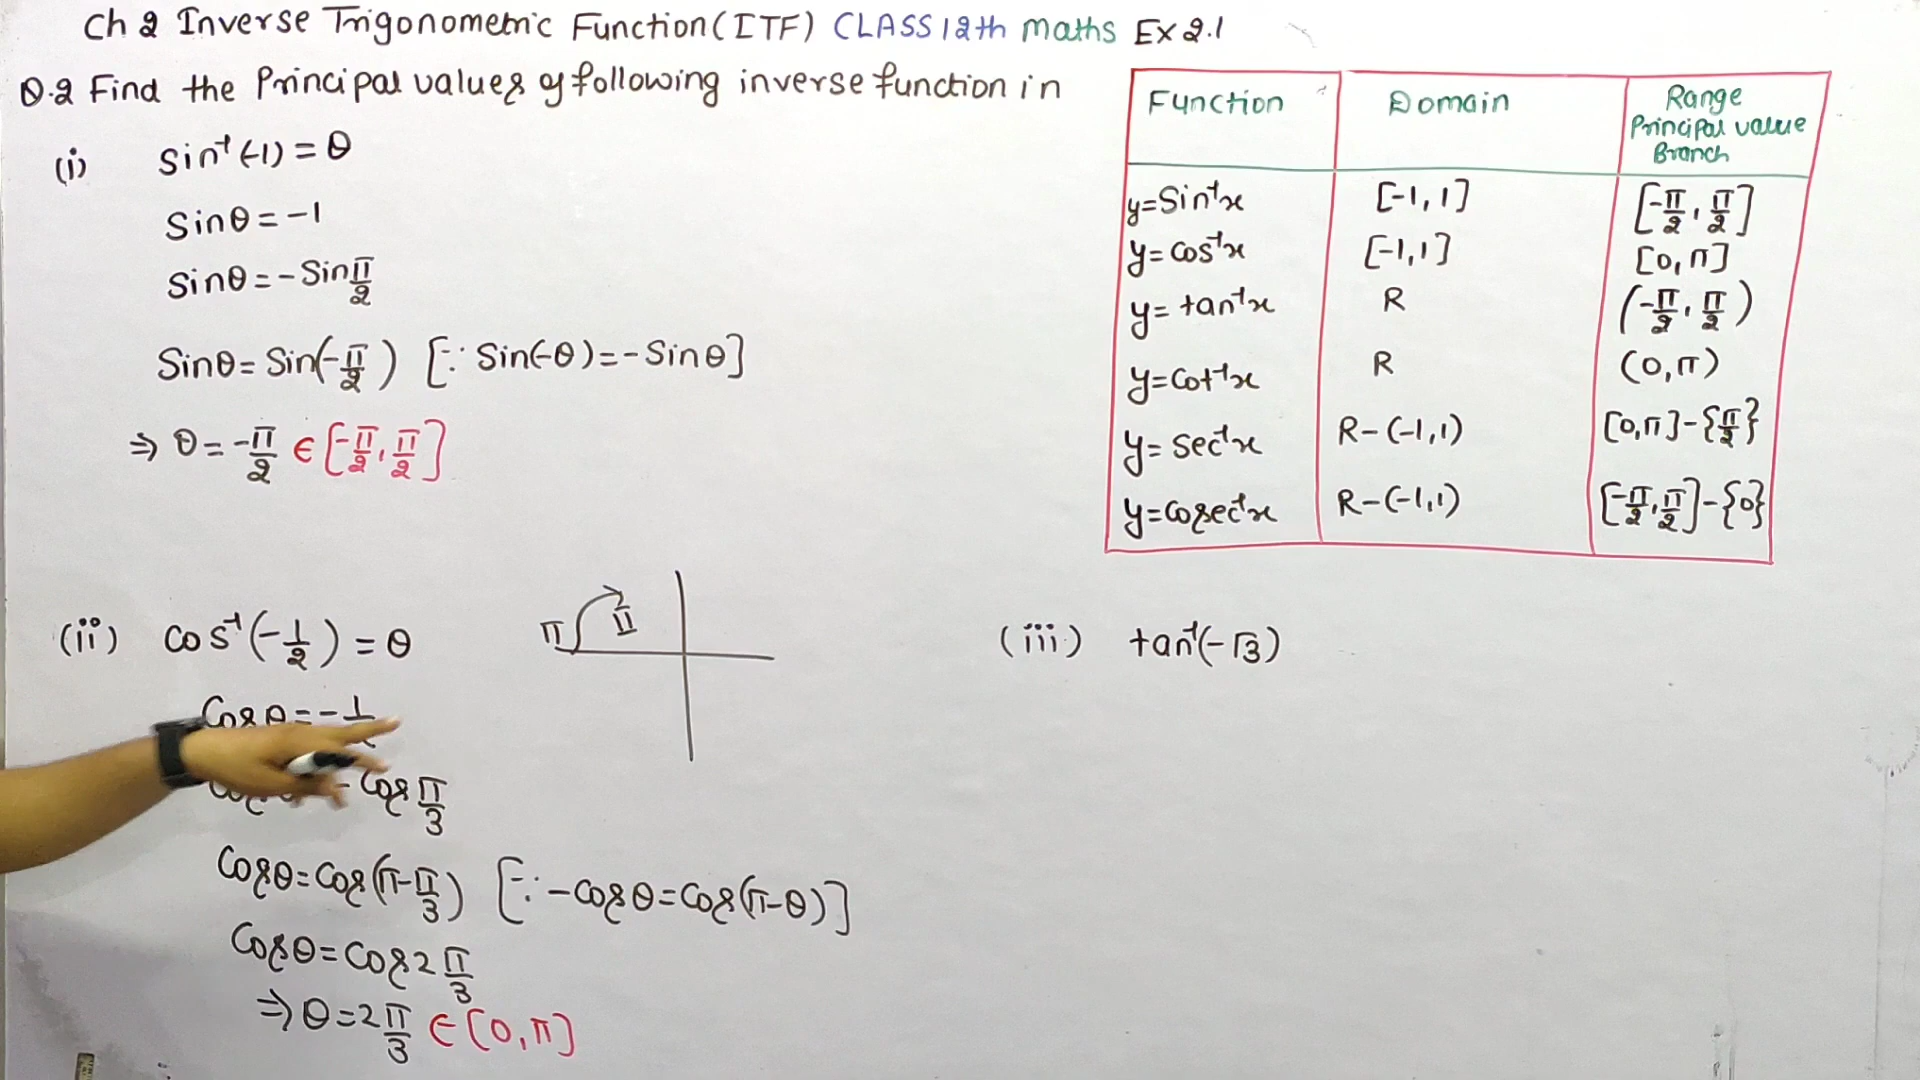 Ch 2 Inverse Trigonometric Function (ITF) CLASS 12th maths Ex 2.1
Q.2 Find the Principal values of following inverse function in
(i) Sin⁻¹(-1) = θ
Sinθ = -1
Sinθ = -Sin π/2
Sinθ = Sin(-π/2) [∵ Sin(-θ) = -Sinθ]
⇒ θ = -π/2 ∈ [-π/2, π/2]
Function Domain Range Principal value Branch
y=Sin⁻¹x [-1,1] [-π/2, π/2]
y=cos⁻¹x [-1,1] [0,π]
y=tan⁻¹x R (-π/2, π/2)
y=cot⁻¹x R (0,π)
y=sec⁻¹x R-(-1,1) [0,π]-{π/2}
y=cosec⁻¹x R-(-1,1) [-π/2, π/2]-{0}
(ii) cos⁻¹(-1/2) = θ
Cosθ = -1/
- Cos π/3
Cosθ = Cos(π-π/3) [∵ -Cosθ = Cos(π-θ)]
Cosθ = Cos 2π/3
⇒ θ = 2π/3 ∈ [0,π]
π II
(iii) tan⁻¹(-√3)